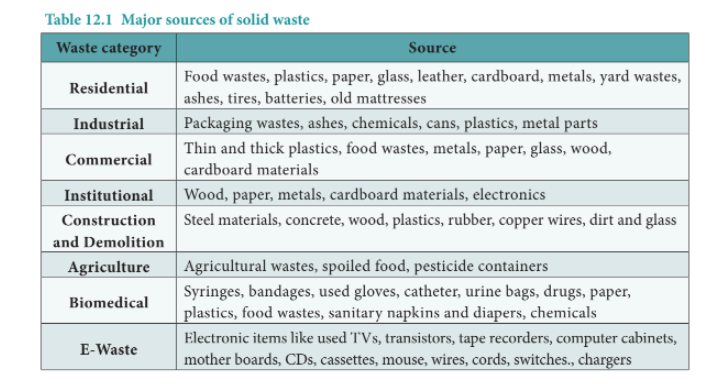 Table 12.1 Major sources of solid waste
Waste category Source
Residential Food wastes, plastics, paper, glass, leather, cardboard, metals, yard wastes,
ashes, tires, batteries, old mattresses
Industrial Packaging wastes, ashes, chemicals, cans, plastics, metal parts
Commercial Thin and thick plastics, food wastes, metals, paper, glass, wood,
cardboard materials
Institutional Wood, paper, metals, cardboard materials, electronics
Construction Steel materials, concrete, wood, plastics, rubber, copper wires, dirt and glass
and Demolition
Agriculture Agricultural wastes, spoiled food, pesticide containers
Biomedical Syringes, bandages, used gloves, catheter, urine bags, drugs, paper,
plastics, food wastes, sanitary napkins and diapers, chemicals
E-Waste Electronic items like used TVs, transistors, tape recorders, computer cabinets,
mother boards, CDs, cassettes, mouse, wires, cords, switches., chargers